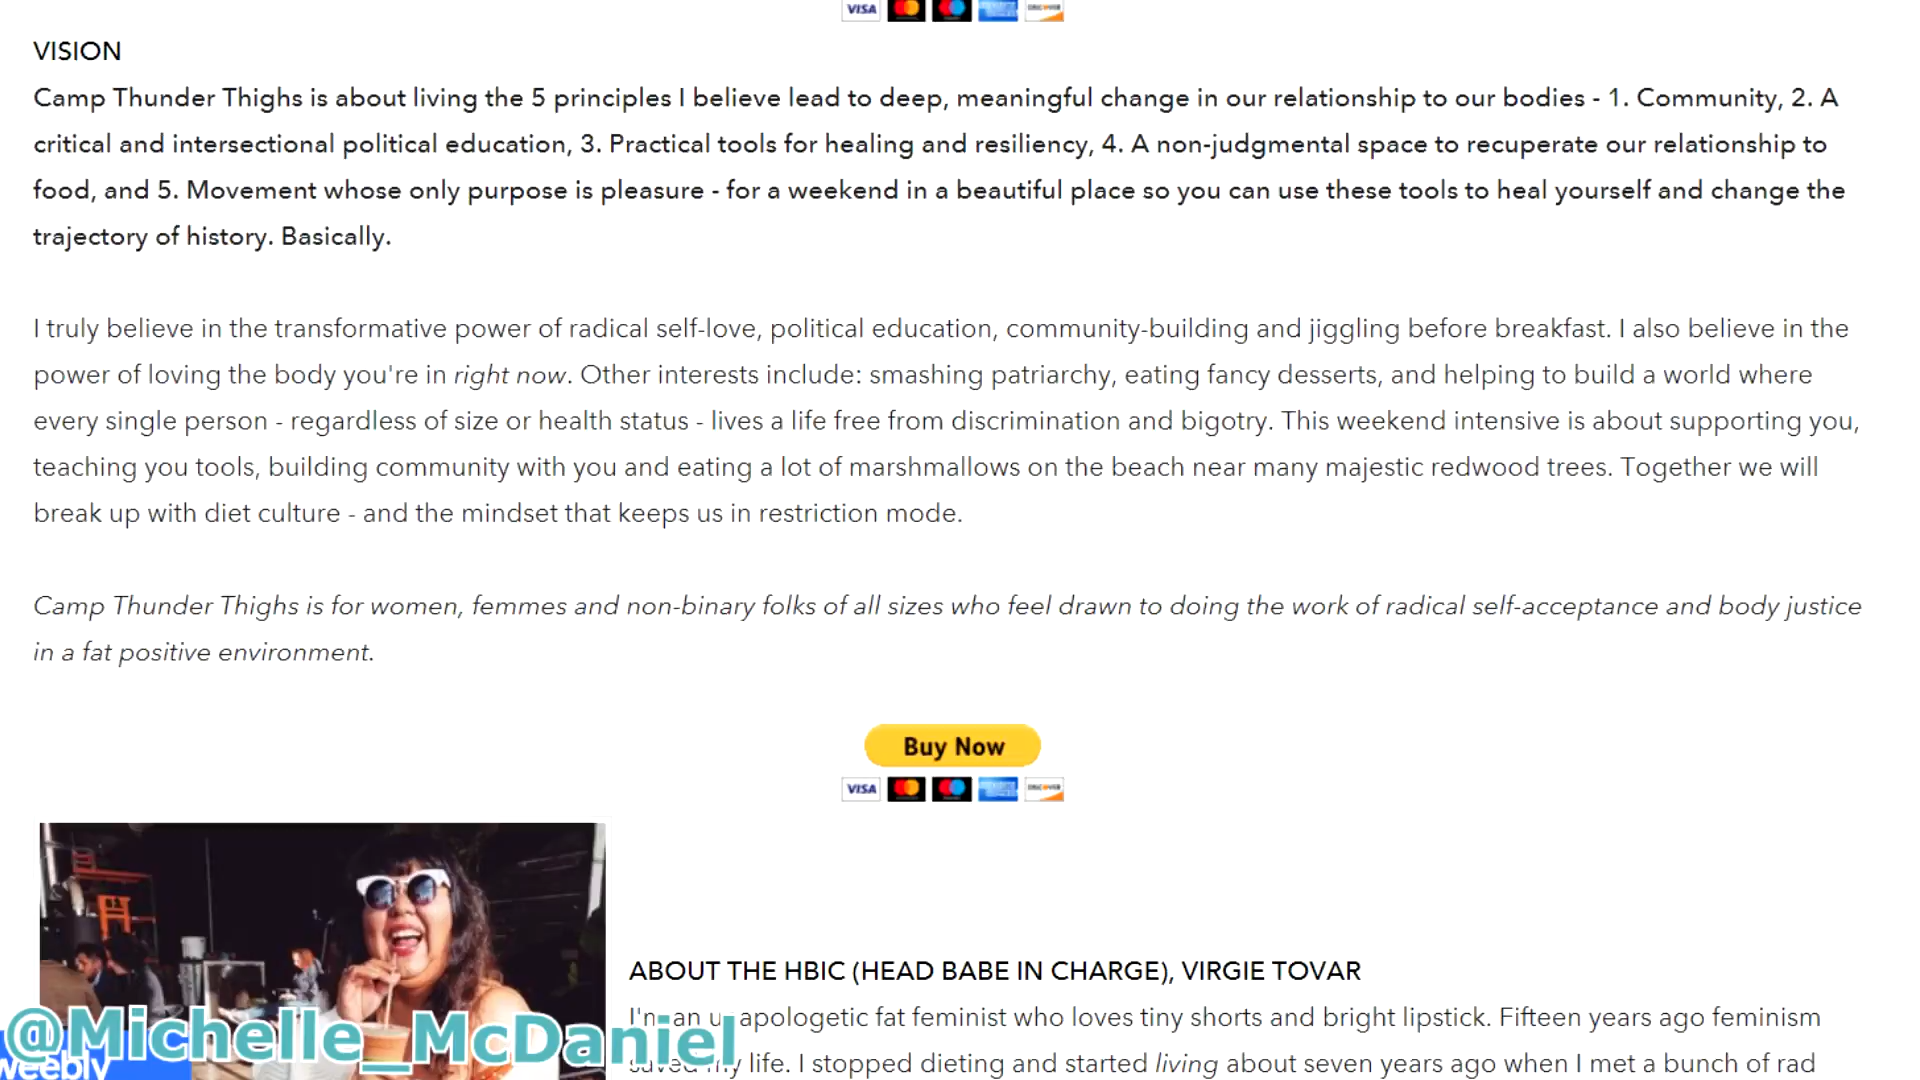 VISA DISCOVER
VISION
Camp Thunder Thighs is about living the 5 principles I believe lead to deep, meaningful change in our relationship to our bodies - 1. Community, 2. A
critical and intersectional political education, 3. Practical tools for healing and resiliency, 4. A non-judgmental space to recuperate our relationship to
food, and 5. Movement whose only purpose is pleasure - for a weekend in a beautiful place so you can use these tools to heal yourself and change the
trajectory of history. Basically.
I truly believe in the transformative power of radical self-love, political education, community-building and jiggling before breakfast. I also believe in the
power of loving the body you're in right now. Other interests include: smashing patriarchy, eating fancy desserts, and helping to build a world where
every single person - regardless of size or health status - lives a life free from discrimination and bigotry. This weekend intensive is about supporting you,
teaching you tools, building community with you and eating a lot of marshmallows on the beach near many majestic redwood trees. Together we will
break up with diet culture - and the mindset that keeps us in restriction mode.
Camp Thunder Thighs is for women, femmes and non-binary folks of all sizes who feel drawn to doing the work of radical self-acceptance and body justice
in a fat positive environment.
Buy Now
VISA DISCOVER
ABOUT THE HBIC (HEAD BABE IN CHARGE), VIRGIE TOVAR
I'm an unapologetic fat feminist who loves tiny shorts and bright lipstick. Fifteen years ago feminism
saved my life. I stopped dieting and started living about seven years ago when I met a bunch of rad
@Michelle_McDaniel
weebly